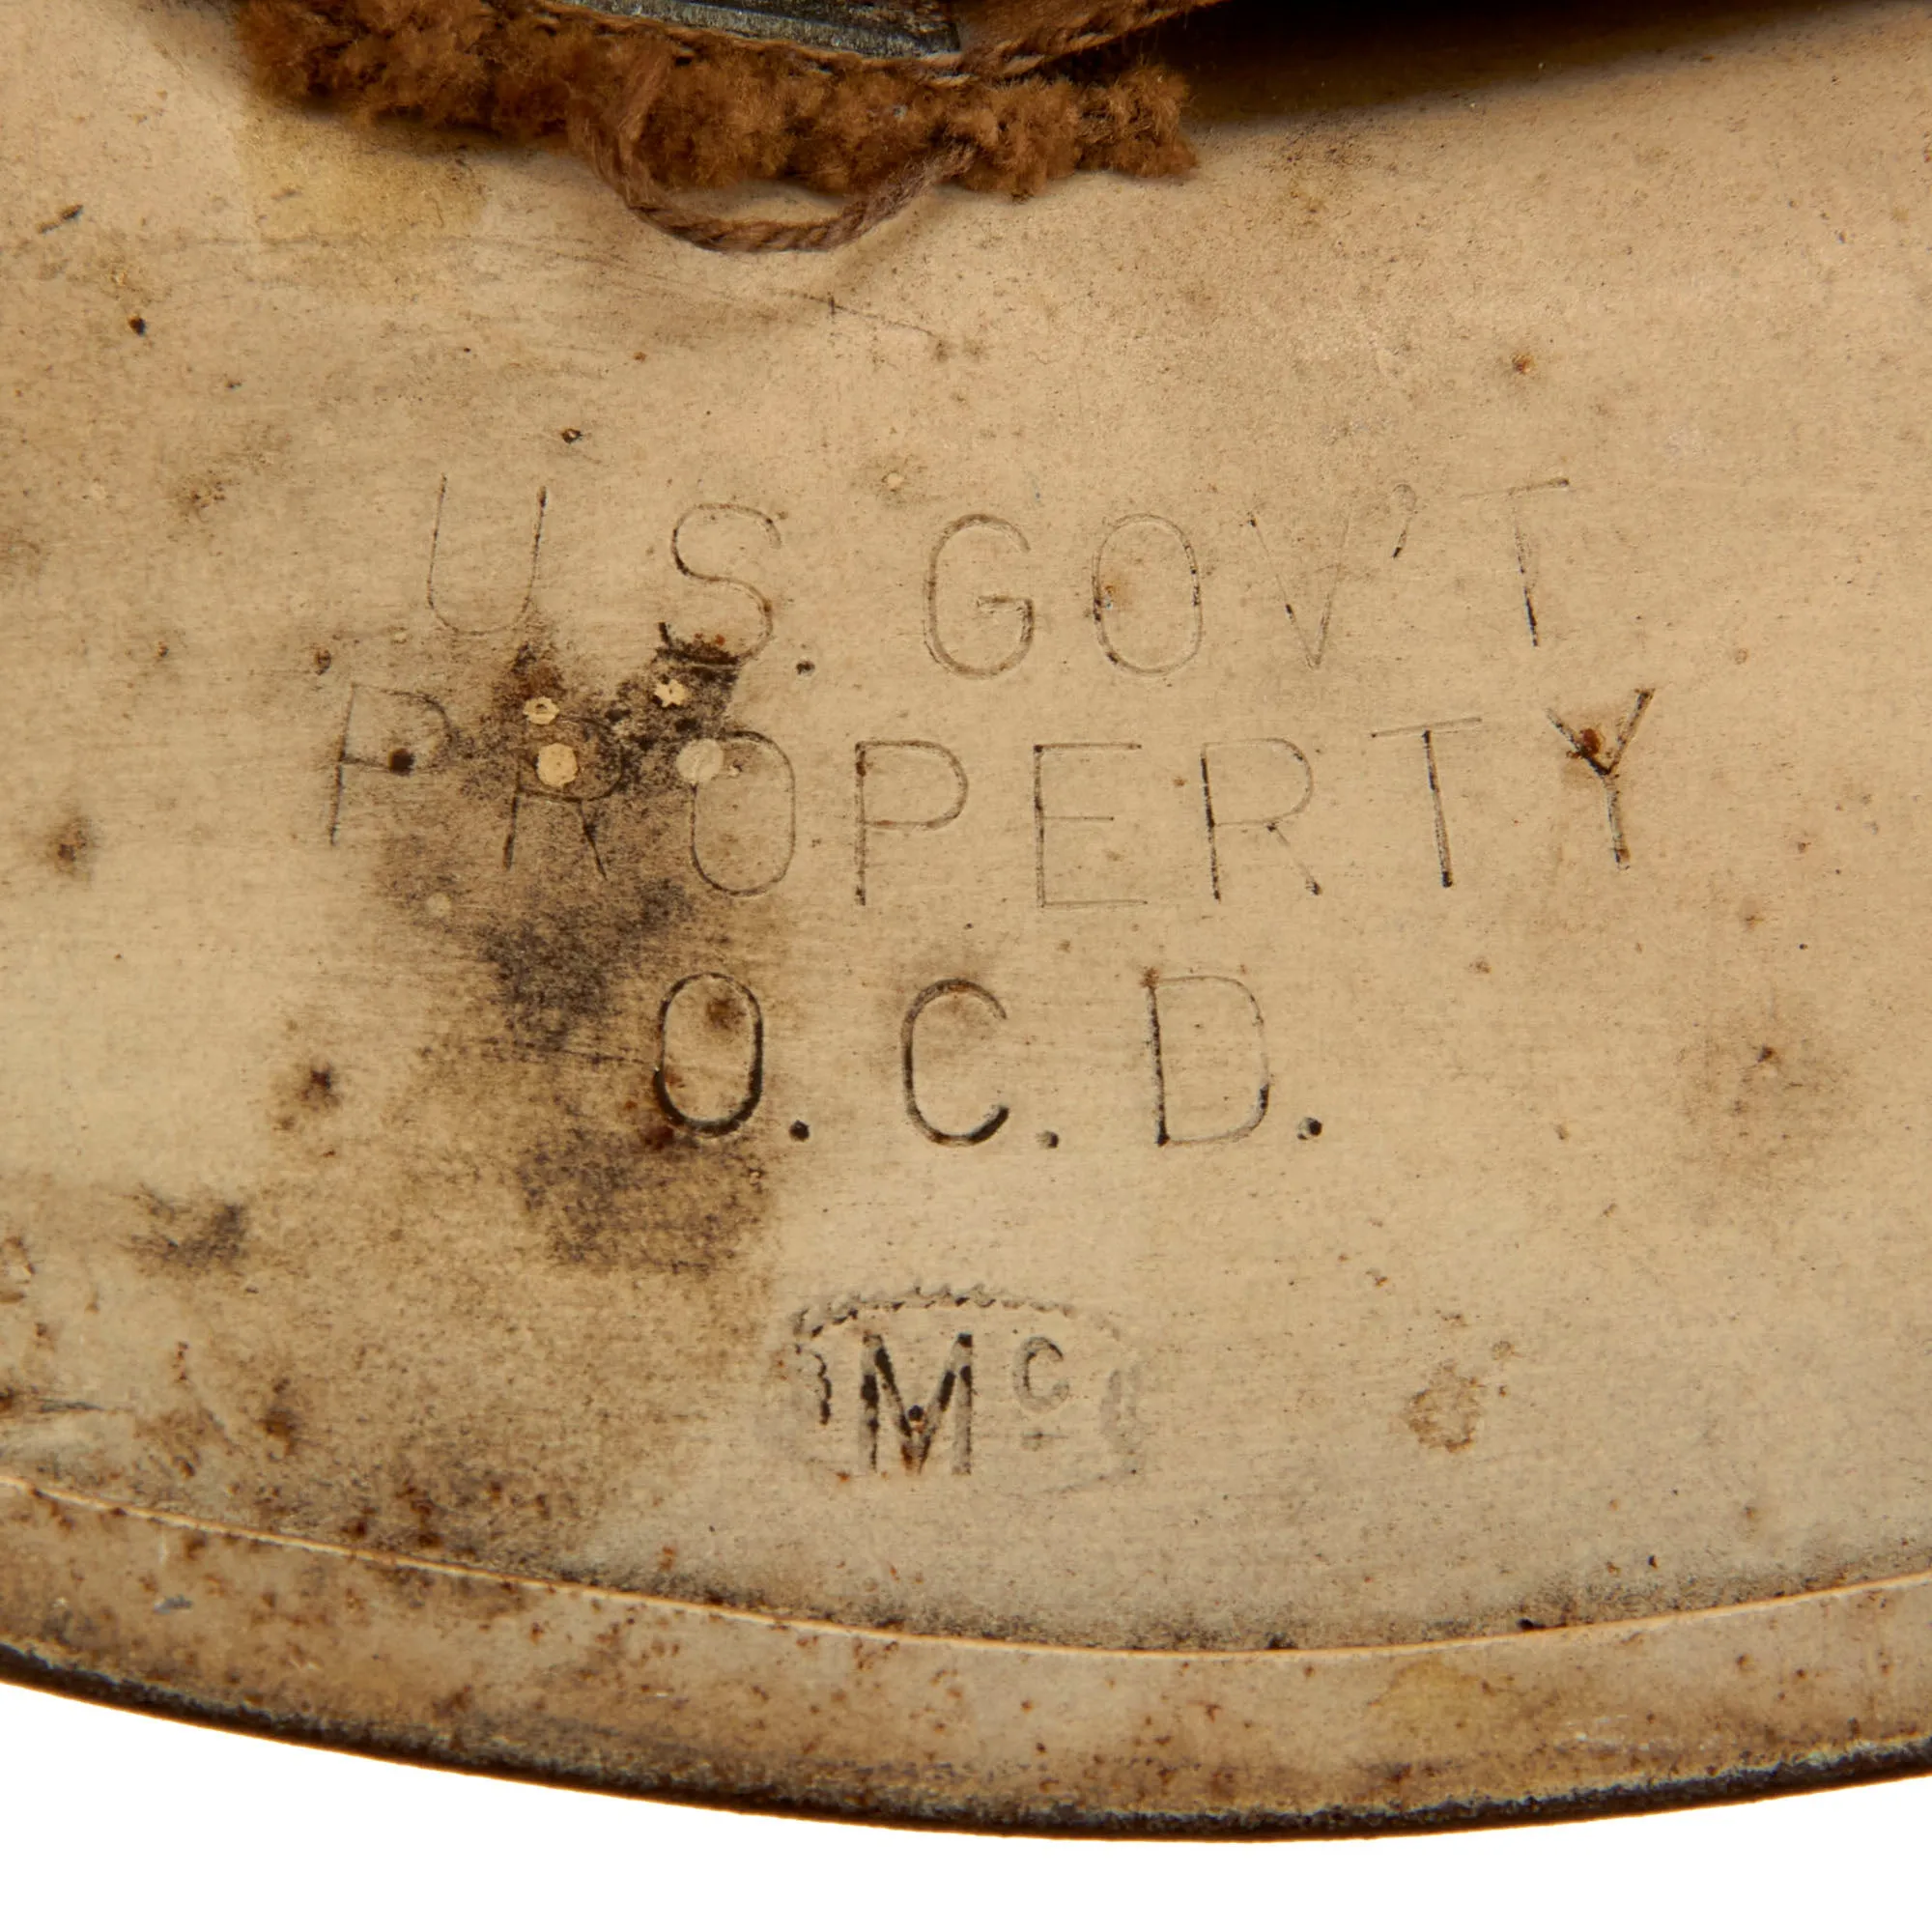 U S. GOV'T
PROPERTY
O.C.D.
Mc